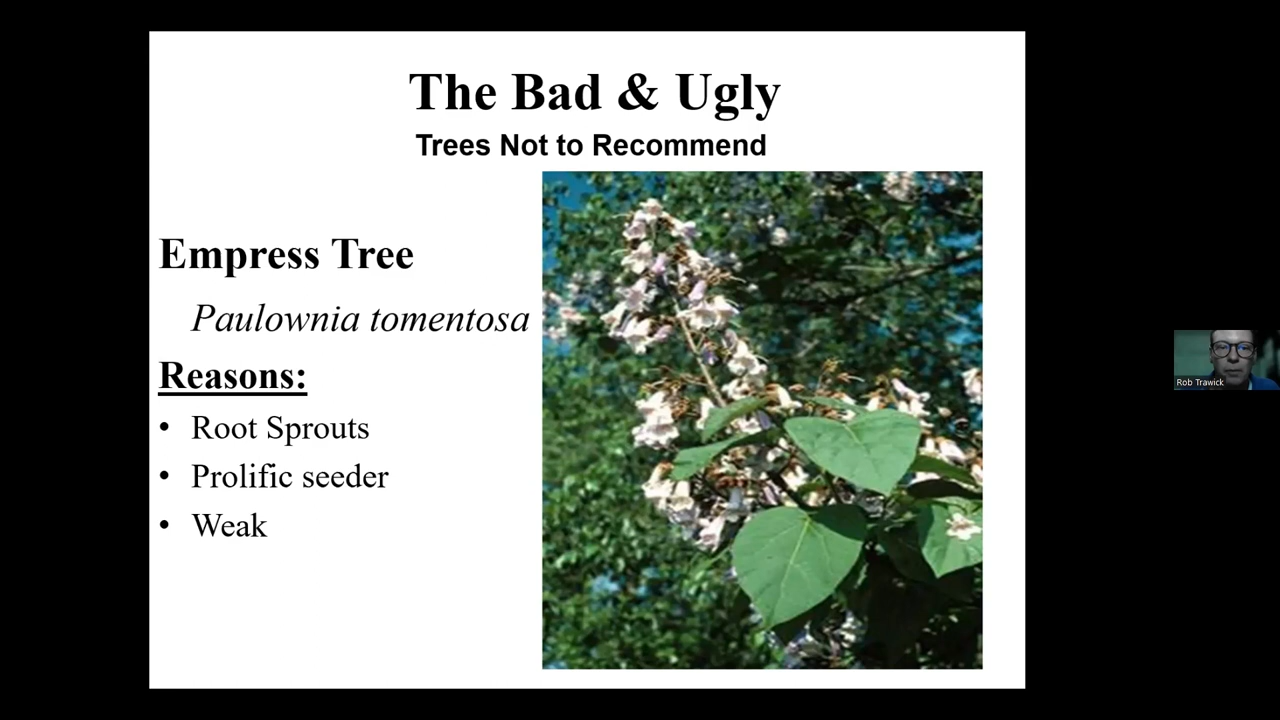 The Bad & Ugly
Trees Not to Recommend
Empress Tree
Paulownia tomentosa
Reasons:
• Root Sprouts
• Prolific seeder
• Weak
Rob Trawick